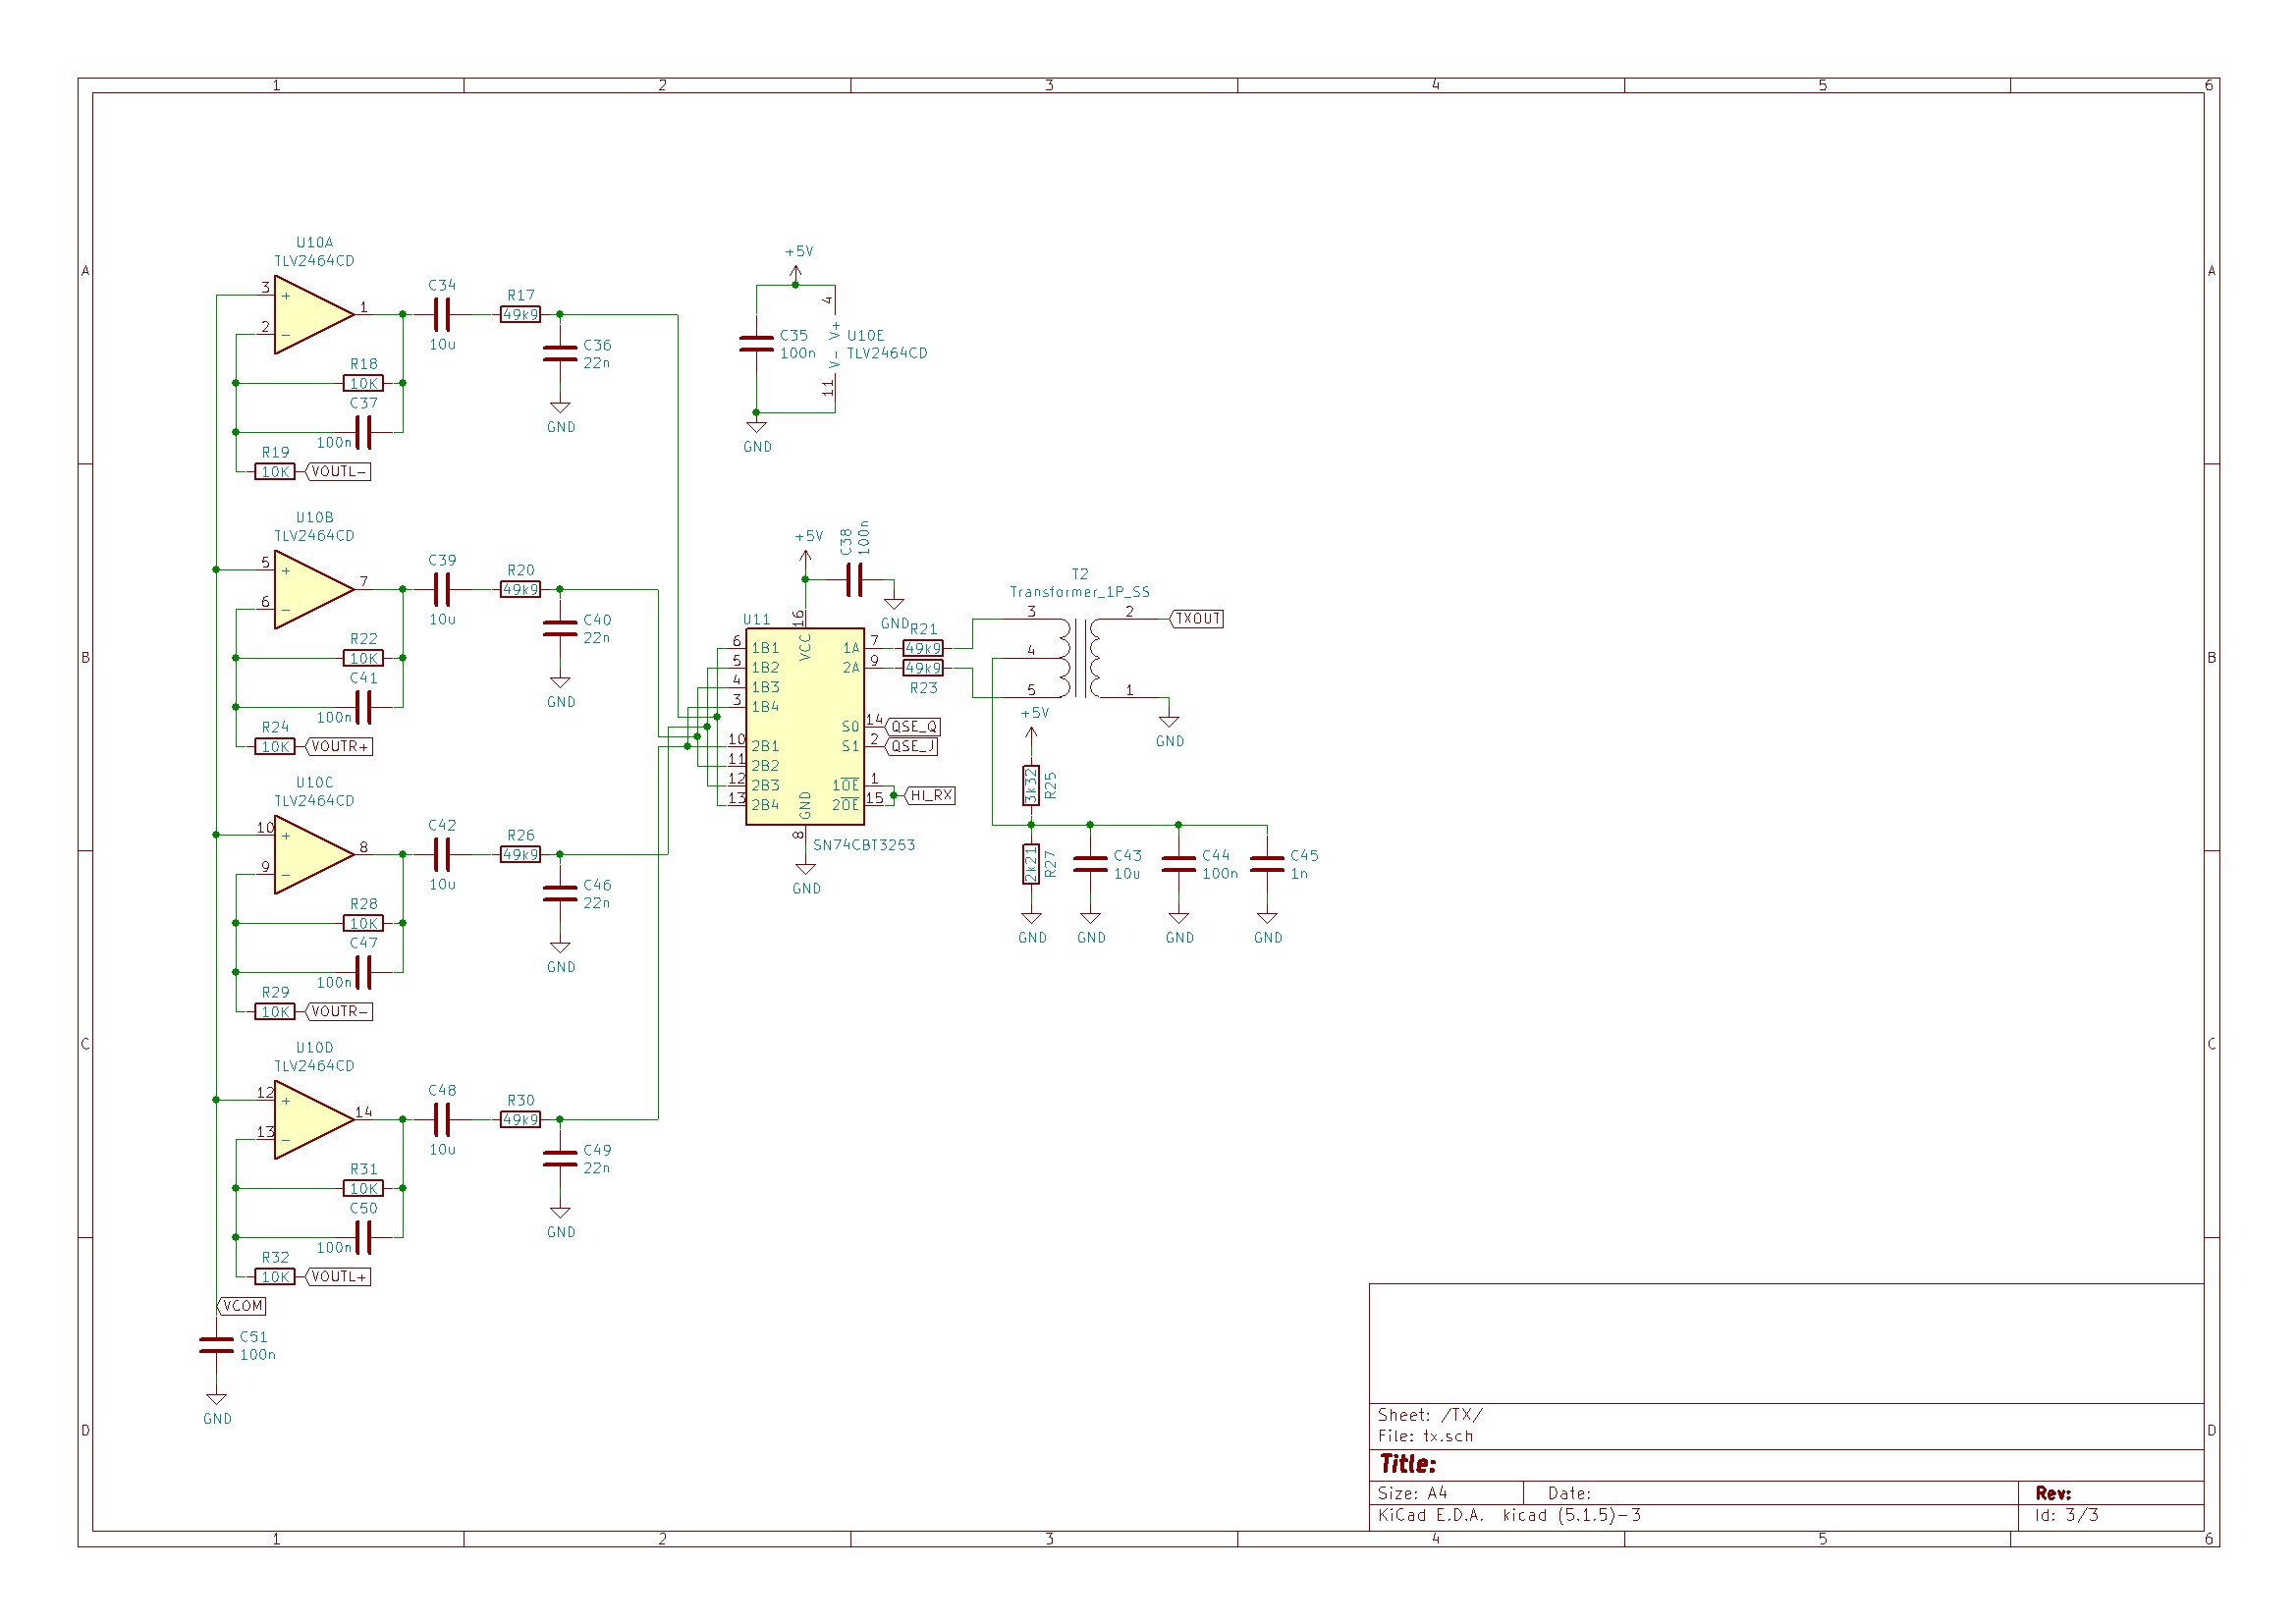 1 2 3 4 5 6
A A
U10A
TLV2464CD
3
+
2
−
1
C34
10u
R17
49k9
C36
22n
GND
R18
10K
C37
100n
R19
10K VOUTL-
+5V
C35
100n
4
V+
V-
11
U10E
TLV2464CD
GND
B B
U10B
TLV2464CD
5
+
6
−
7
C39
10u
R20
49k9
C40
22n
GND
R22
10K
C41
100n
R24
10K VOUTR+
+5V
C38
100n
GND
U11
16
VCC
6 1B1
5 1B2
4 1B3
3 1B4
10 2B1
11 2B2
12 2B3
13 2B4
1A 7
2A 9
S0 14 QSE_Q
S1 2 QSE_I
1OE 1
2OE 15
HI_RX
GND
8
SN74CBT3253
GND
R21
49k9
49k9
R23
T2
Transformer_1P_SS
3
4
5
2
1
TXOUT
GND
+5V
3k32
R25
2k21
R27
C43
10u
C44
100n
C45
1n
GND GND GND GND
U10C
TLV2464CD
10
+
9
−
8
C42
10u
R26
49k9
C46
22n
GND
R28
10K
C47
100n
R29
10K VOUTR-
C C
U10D
TLV2464CD
12
+
13
−
14
C48
10u
R30
49k9
C49
22n
GND
R31
10K
C50
100n
R32
10K VOUTL+
VCOM
C51
100n
GND
D D
Sheet: /TX/
File: tx.sch
Title:
Size: A4 Date: Rev:
KiCad E.D.A. kicad (5.1.5)-3 Id: 3/3
1 2 3 4 5 6